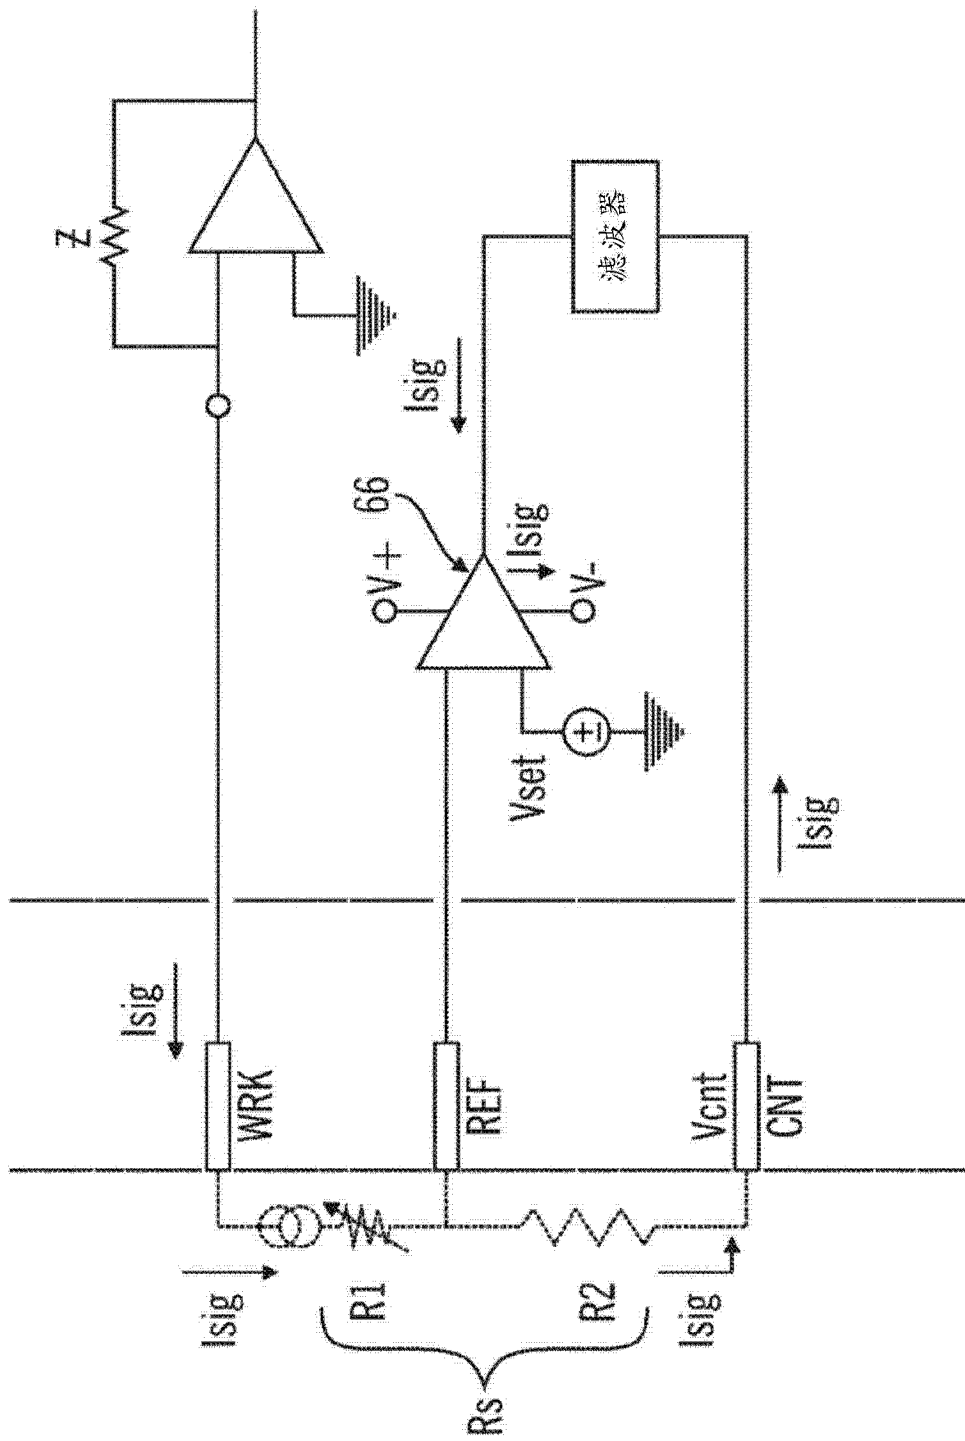 Z
Isig
WRK
Isig
R1
Rs
R2
Isig
REF
Vcnt
CNT
Isig
Vset
±
V+
V-
66
Isig
Isig
滤波器